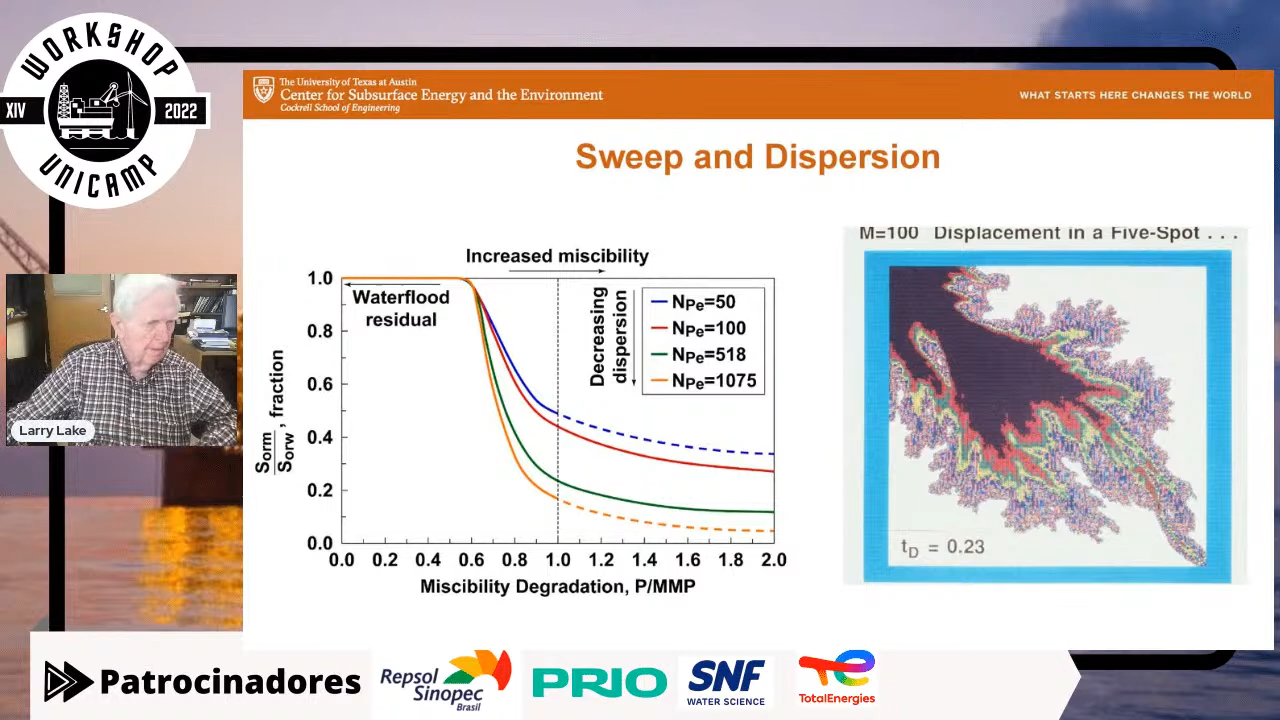 WORKSHOP
XIV
2022
UNICAMP
The University of Texas at Austin
Center for Subsurface Energy and the Environment
Cockrell School of Engineering
WHAT STARTS HERE CHANGES THE WORLD
Sweep and Dispersion
Increased miscibility
Waterflood
residual
Decreasing
dispersion
NPe=50
NPe=100
NPe=518
NPe=1075
1.0
0.8
0.6
0.4
0.2
0.0
Sorm
Sorw
, fraction
0.0 0.2 0.4 0.6 0.8 1.0 1.2 1.4 1.6 1.8 2.0
Miscibility Degradation, P/MMP
M=100 Displacement in a Five-Spot . . .
tD = 0.23
Larry Lake
Patrocinadores
Repsol
Sinopec
Brasil
PRIO
SNF
WATER SCIENCE
TotalEnergies